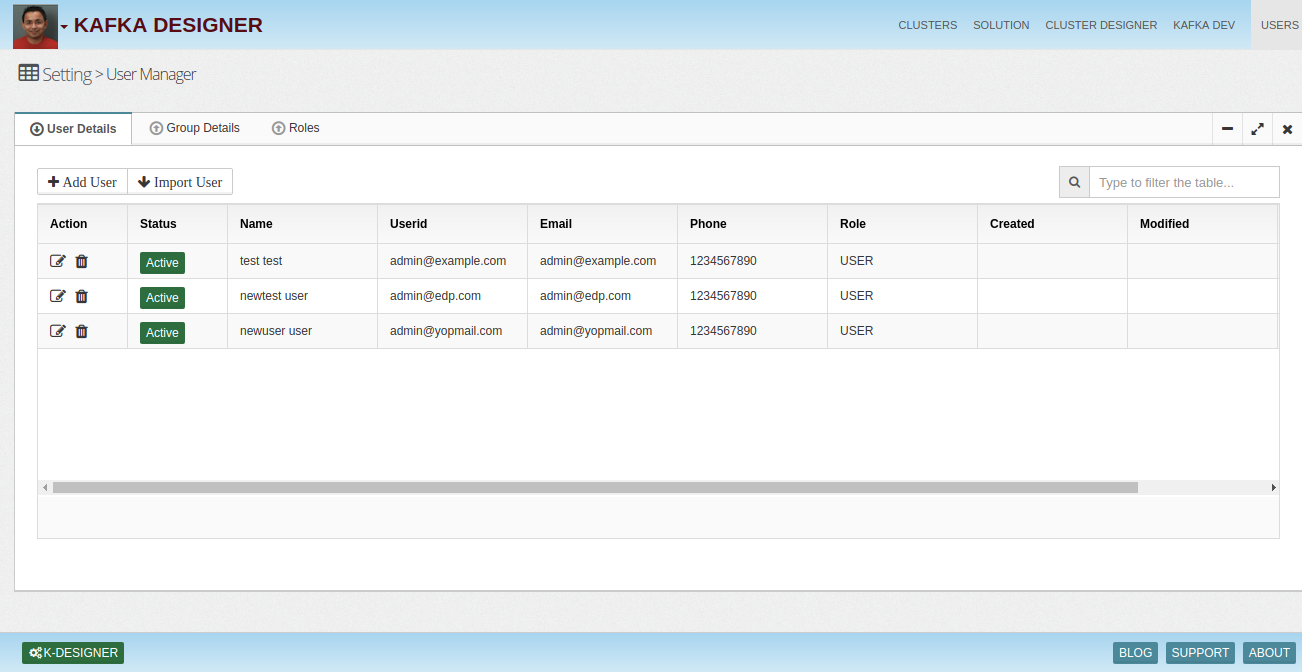 KAFKA DESIGNER CLUSTERS SOLUTION CLUSTER DESIGNER KAFKA DEV USERS
Setting > User Manager
User Details Group Details Roles
Add User Import User Type to filter the table...
Action Status Name Userid Email Phone Role Created Modified
Active test test admin@example.com admin@example.com 1234567890 USER
Active newtest user admin@edp.com admin@edp.com 1234567890 USER
Active newuser user admin@yopmail.com admin@yopmail.com 1234567890 USER
K-DESIGNER BLOG SUPPORT ABOUT